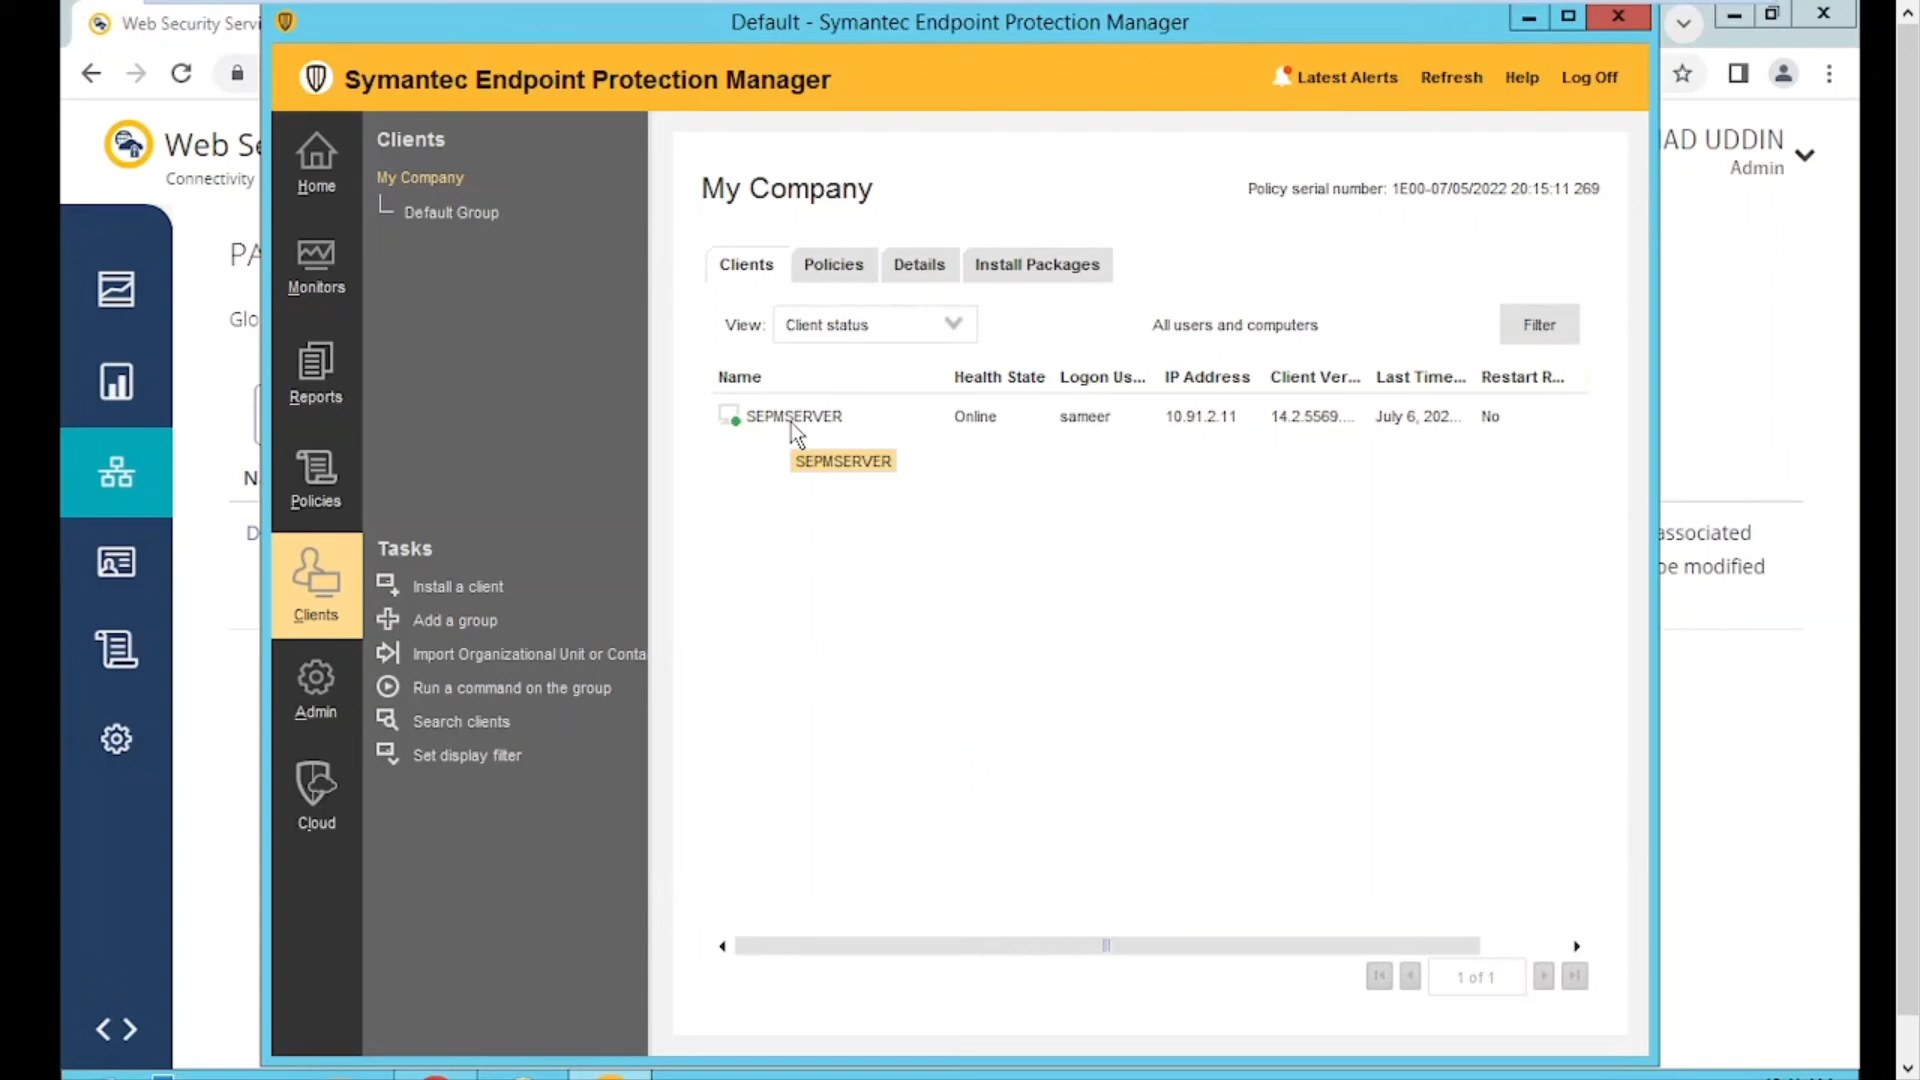 Web Security Servi
Default - Symantec Endpoint Protection Manager
Symantec Endpoint Protection Manager
Latest Alerts
Refresh
Help
Log Off
Web Se
Connectivity
AD UDDIN
Admin
PA
Glo
N
D
associated
be modified
Home
Monitors
Reports
Policies
Clients
Admin
Cloud
Clients
My Company
Default Group
Tasks
Install a client
Add a group
Import Organizational Unit or Conta
Run a command on the group
Search clients
Set display filter
My Company
Policy serial number: 1E00-07/05/2022 20:15:11 269
Clients
Policies
Details
Install Packages
View:
Client status
All users and computers
Filter
Name Health State Logon Us... IP Address Client Ver... Last Time... Restart R...
SEPMSERVER Online sameer 10.91.2.11 14.2.5569.... July 6, 202... No
SEPMSERVER
1 of 1